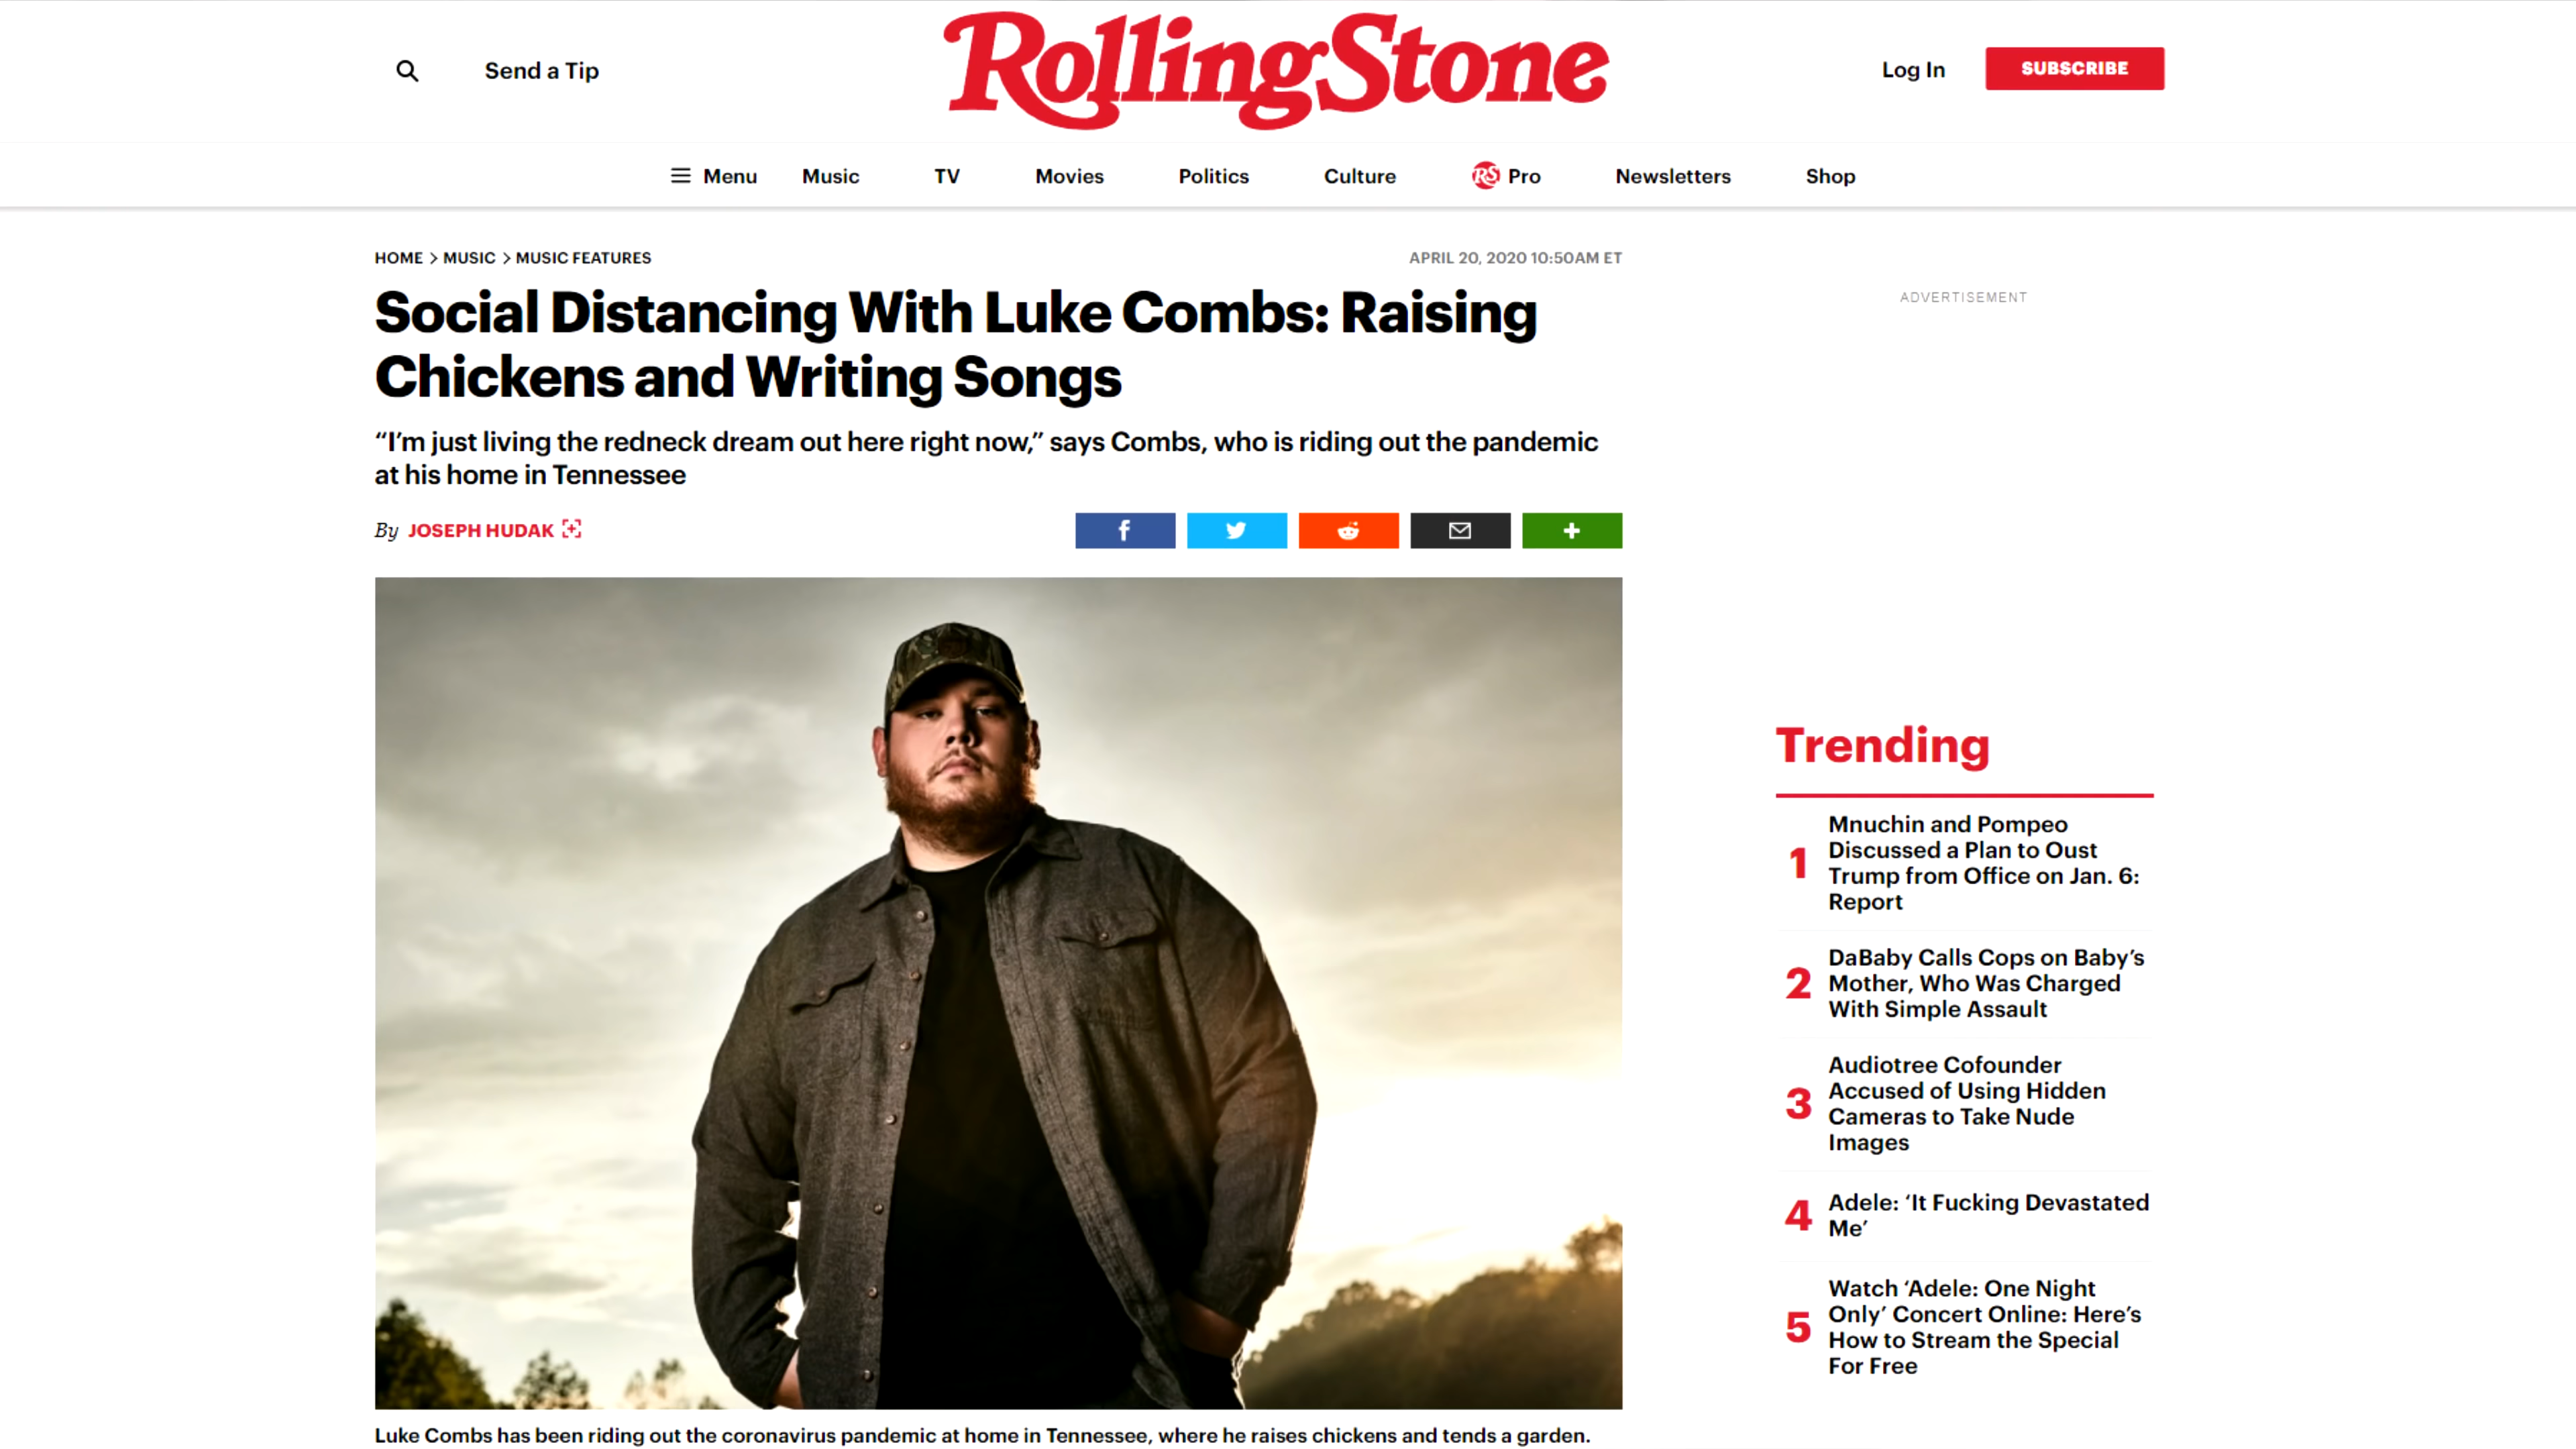 RollingStone
Send a Tip
Log In
SUBSCRIBE
Menu
Music
TV
Movies
Politics
Culture
RS Pro
Newsletters
Shop
HOME > MUSIC > MUSIC FEATURES
APRIL 20, 2020 10:50AM ET
Social Distancing With Luke Combs: Raising
Chickens and Writing Songs
“I’m just living the redneck dream out here right now,” says Combs, who is riding out the pandemic
at his home in Tennessee
By JOSEPH HUDAK
Luke Combs has been riding out the coronavirus pandemic at home in Tennessee, where he raises chickens and tends a garden.
ADVERTISEMENT
Trending
1
Mnuchin and Pompeo
Discussed a Plan to Oust
Trump from Office on Jan. 6:
Report
2
DaBaby Calls Cops on Baby’s
Mother, Who Was Charged
With Simple Assault
3
Audiotree Cofounder
Accused of Using Hidden
Cameras to Take Nude
Images
4
Adele: ‘It Fucking Devastated
Me’
5
Watch ‘Adele: One Night
Only’ Concert Online: Here’s
How to Stream the Special
For Free